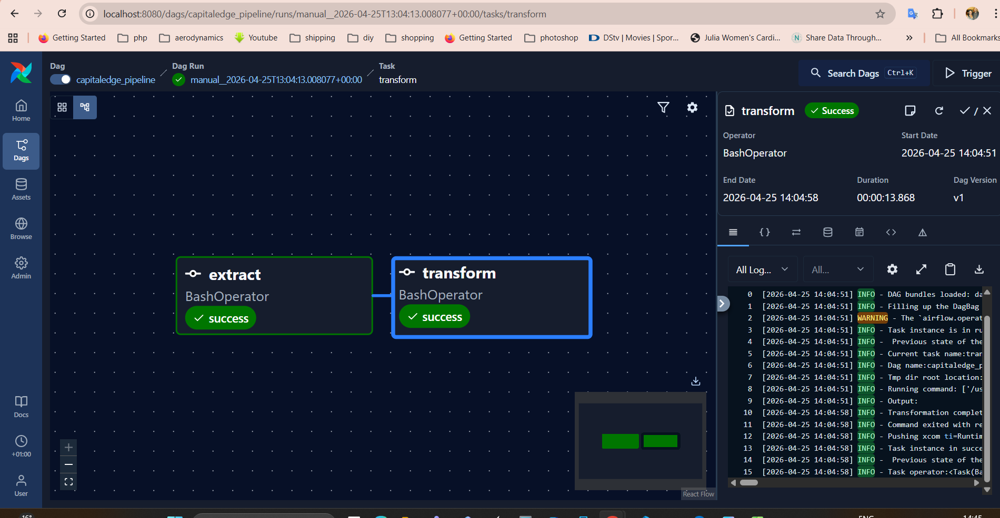 localhost:8080/dags/capitaledge_pipeline/runs/manual__2026-04-25T13:04:13.008077+00:00/tasks/transform
Getting Started
php
aerodynamics
Youtube
shipping
diy
shopping
Getting Started
photoshop
DStv | Movies | Spor...
Julia Women's Cardi...
Share Data Through...
»
All Bookmarks
Dag
capitaledge_pipeline
Dag Run
manual__2026-04-25T13:04:13.008077+00:00
Task
transform
Search Dags Ctrl+K
Trigger
Home
Dags
Assets
Browse
Admin
Docs
+01:00
User
extract
BashOperator
success
transform
BashOperator
success
React Flow
transform
Success
/
Operator
BashOperator
Start Date
2026-04-25 14:04:51
End Date
2026-04-25 14:04:58
Duration
00:00:13.868
Dag Version
v1
All Log...
All...
0 [2026-04-25 14:04:51] INFO - DAG bundles loaded: da
1 [2026-04-25 14:04:51] INFO - Filling up the DagBag
2 [2026-04-25 14:04:51] WARNING - The `airflow.operat
3 [2026-04-25 14:04:51] INFO - Task instance is in ru
4 [2026-04-25 14:04:51] INFO - Previous state of the
5 [2026-04-25 14:04:51] INFO - Current task name:tran
6 [2026-04-25 14:04:51] INFO - Dag name:capitaledge_p
7 [2026-04-25 14:04:51] INFO - Tmp dir root location:
8 [2026-04-25 14:04:51] INFO - Running command: ['/us
9 [2026-04-25 14:04:51] INFO - Output:
10 [2026-04-25 14:04:58] INFO - Transformation complet
11 [2026-04-25 14:04:58] INFO - Command exited with re
12 [2026-04-25 14:04:58] INFO - Pushing xcom ti=Runtim
13 [2026-04-25 14:04:58] INFO - Task instance in succe
14 [2026-04-25 14:04:58] INFO - Previous state of the
15 [2026-04-25 14:04:58] INFO - Task operator:<Task(Ba
16°
ENG
14:45